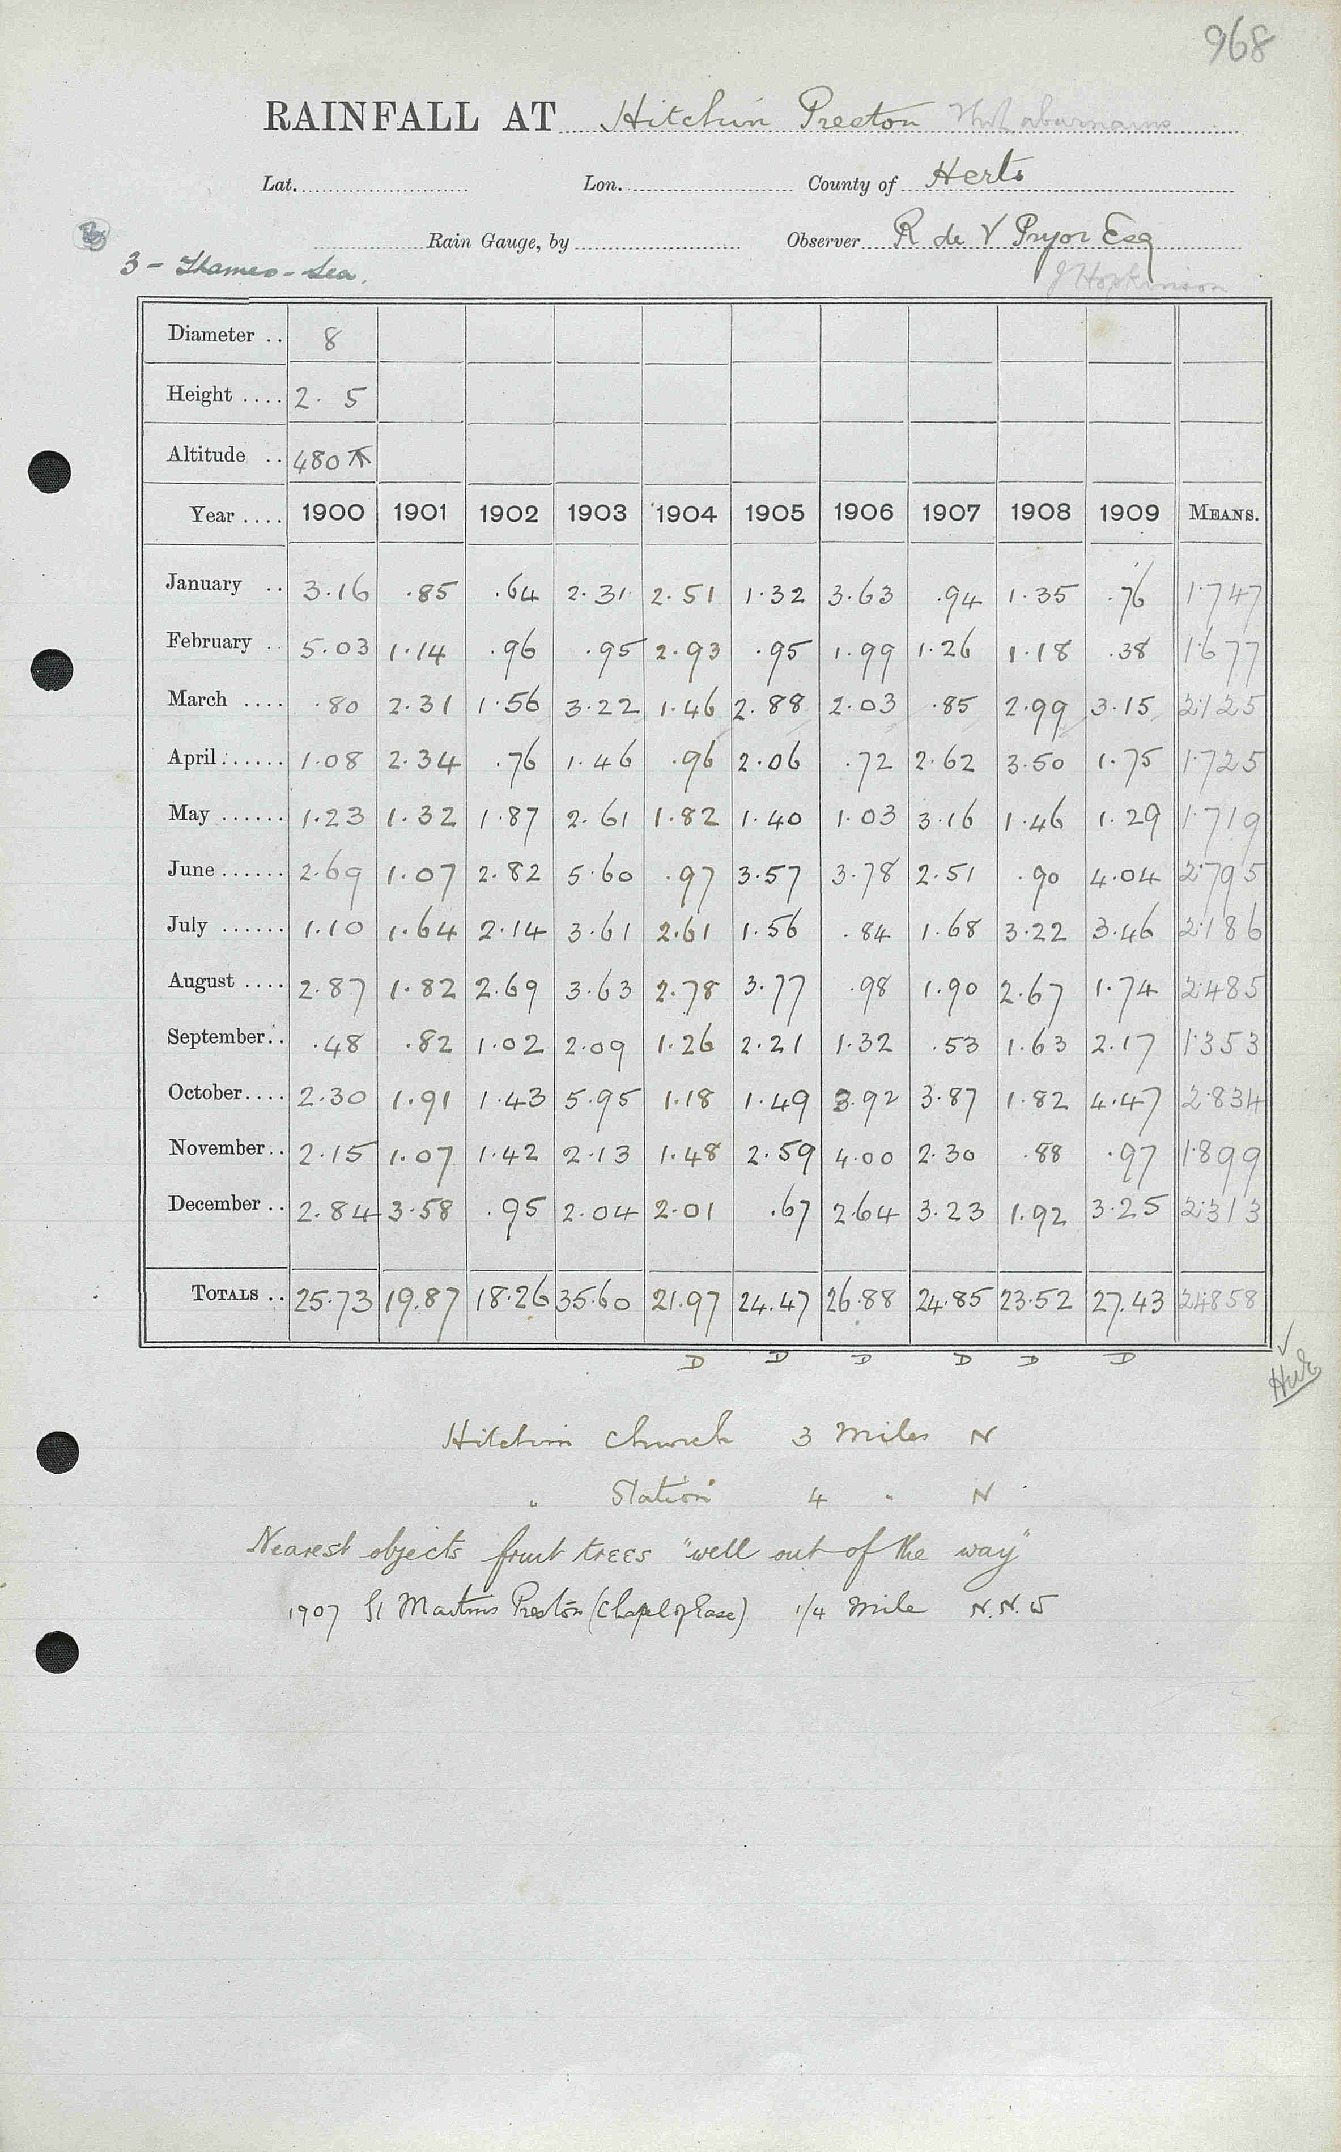 968
RAINFALL AT Hitchin Preston
Lat. Lon. County of Herts
Rain Gauge, by Observer R de V Pryor Esq
3 - Thames - Lea.
J Hopkinson
Diameter .. 8
Height .... 2. 5
Altitude .. 480
Year .... 1900 1901 1902 1903 1904 1905 1906 1907 1908 1909 MEANS.
January .. 3.16 .85 .64 2.31 2.51 1.32 3.63 .94 1.35 .76 1.747
February .. 5.03 1.14 .96 .95 2.93 .95 1.99 1.26 1.18 .38 1.677
March .... .80 2.31 1.56 3.22 1.46 2.88 2.03 .85 2.99 3.15 2.125
April ...... 1.08 2.34 .76 1.46 .96 2.06 .72 2.62 3.50 1.75 1.725
May ...... 1.23 1.32 1.87 2.61 1.82 1.40 1.03 3.16 1.46 1.29 1.719
June ...... 2.69 1.07 2.82 5.60 .97 3.57 3.78 2.51 .90 4.04 2.795
July ...... 1.10 1.64 2.14 3.61 2.61 1.56 .84 1.68 3.22 3.46 2.186
August .... 2.87 1.82 2.69 3.63 2.78 3.77 .98 1.90 2.67 1.74 2.485
September .. .48 .82 1.02 2.09 1.26 2.21 1.32 .53 1.63 2.17 1.353
October .... 2.30 1.91 1.43 5.95 1.18 1.49 3.92 3.87 1.82 4.47 2.834
November .. 2.15 1.07 1.42 2.13 1.48 2.59 4.00 2.30 .88 .97 1.899
December .. 2.84 3.58 .95 2.04 2.01 .67 2.64 3.23 1.92 3.25 2.313
TOTALS .. 25.73 19.87 18.26 35.60 21.97 24.47 26.88 24.85 23.52 27.43 24.858
D D D D D D
Hitchin Church 3 Miles N
" Station 4 " N
Nearest objects fruit trees "well out of the way"
1907 St Martins Preston (Chapel of Ease) 1/4 Mile N.N.W